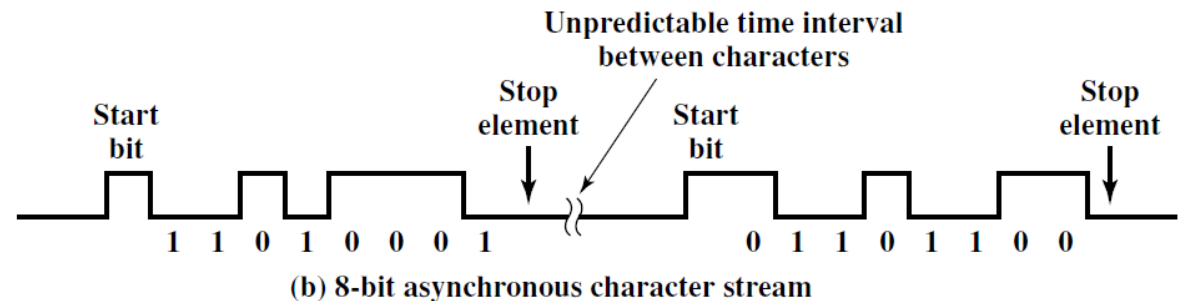 Unpredictable time interval
between characters
Start
bit
Stop
element
Start
bit
Stop
element
1 1 0 1 0 0 0 1
0 1 1 0 1 1 0 0
(b) 8-bit asynchronous character stream